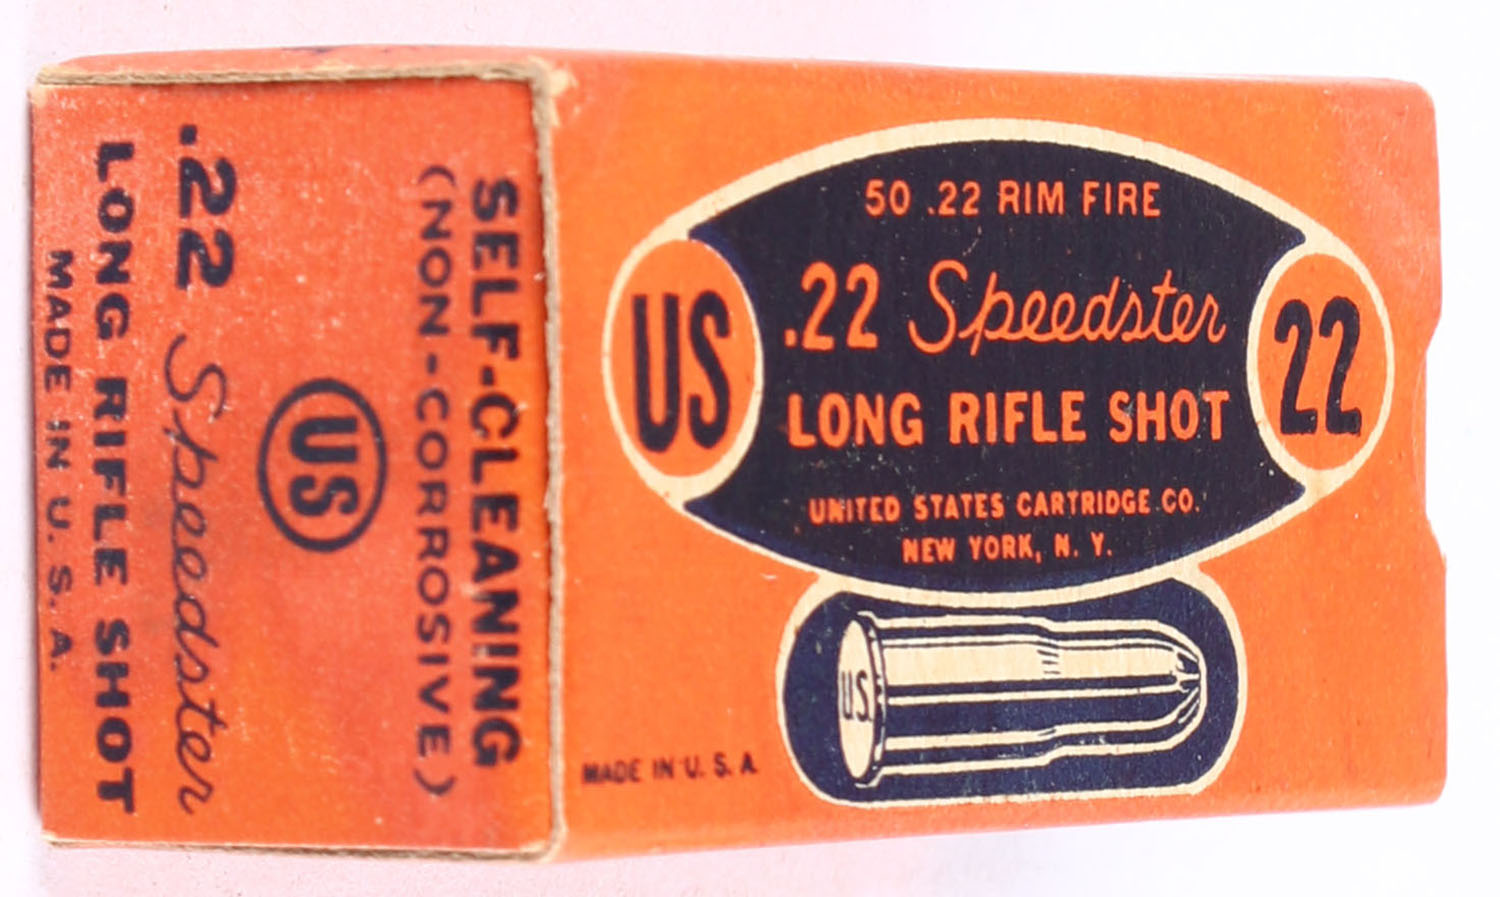 50 .22 RIM FIRE
US
.22 Speedster
22
LONG RIFLE SHOT
UNITED STATES CARTRIDGE CO.
NEW YORK, N. Y.
U.S.
MADE IN U. S. A.
SELF-CLEANING
(NON-CORROSIVE)
US
.22 Speedster
LONG RIFLE SHOT
MADE IN U. S. A.